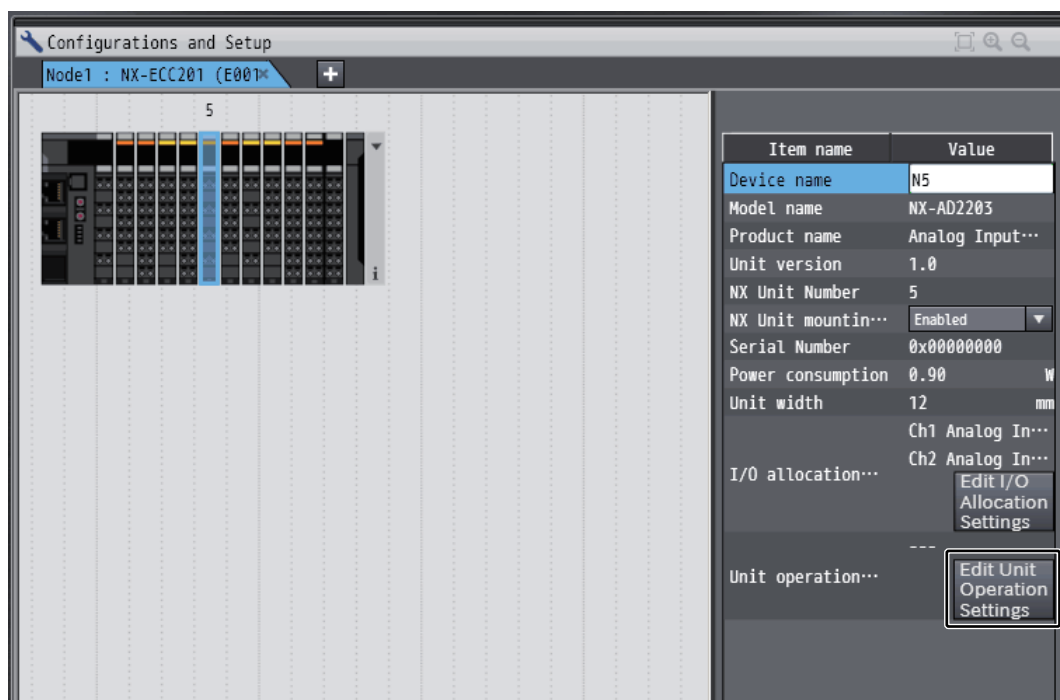 Configurations and Setup
Node1 : NX-ECC201 (E001
+
5
Item name Value
Device name N5
Model name NX-AD2203
Product name Analog Input…
Unit version 1.0
NX Unit Number 5
NX Unit mountin… Enabled
Serial Number 0x00000000
Power consumption 0.90 W
Unit width 12 mm
Ch1 Analog In…
Ch2 Analog In…
I/O allocation…
Edit I/O
Allocation
Settings
---
Unit operation…
Edit Unit
Operation
Settings
i